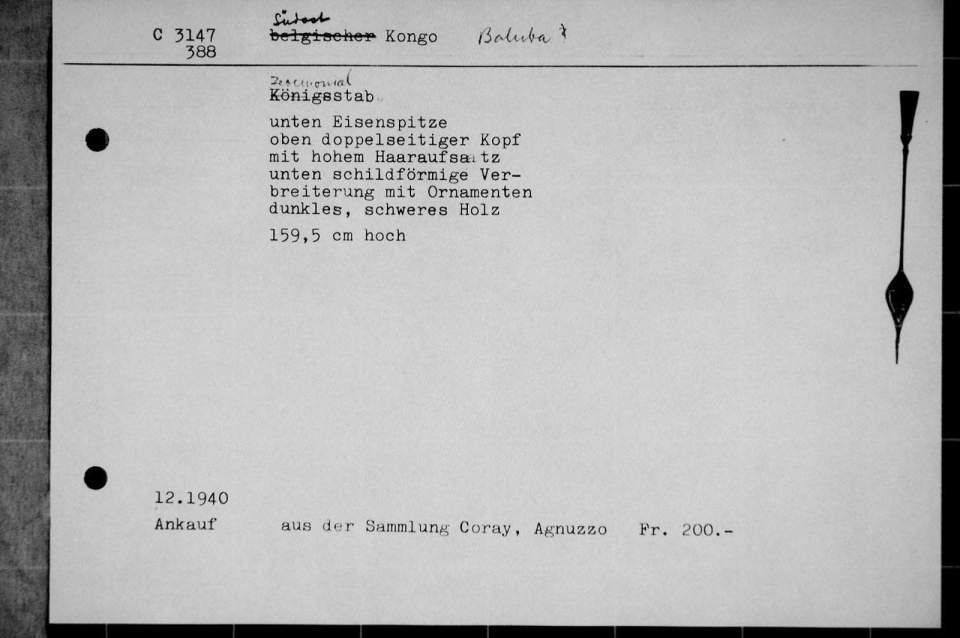 Südost
C 3147 belgischer Kongo Baluba *
388
Zeremonial
Königsstab
unten Eisenspitze
oben doppelseitiger Kopf
mit hohem Haaraufsatz
unten schildförmige Ver-
breiterung mit Ornamenten
dunkles, schweres Holz
159,5 cm hoch
12.1940
Ankauf aus der Sammlung Coray, Agnuzzo Fr. 200.-